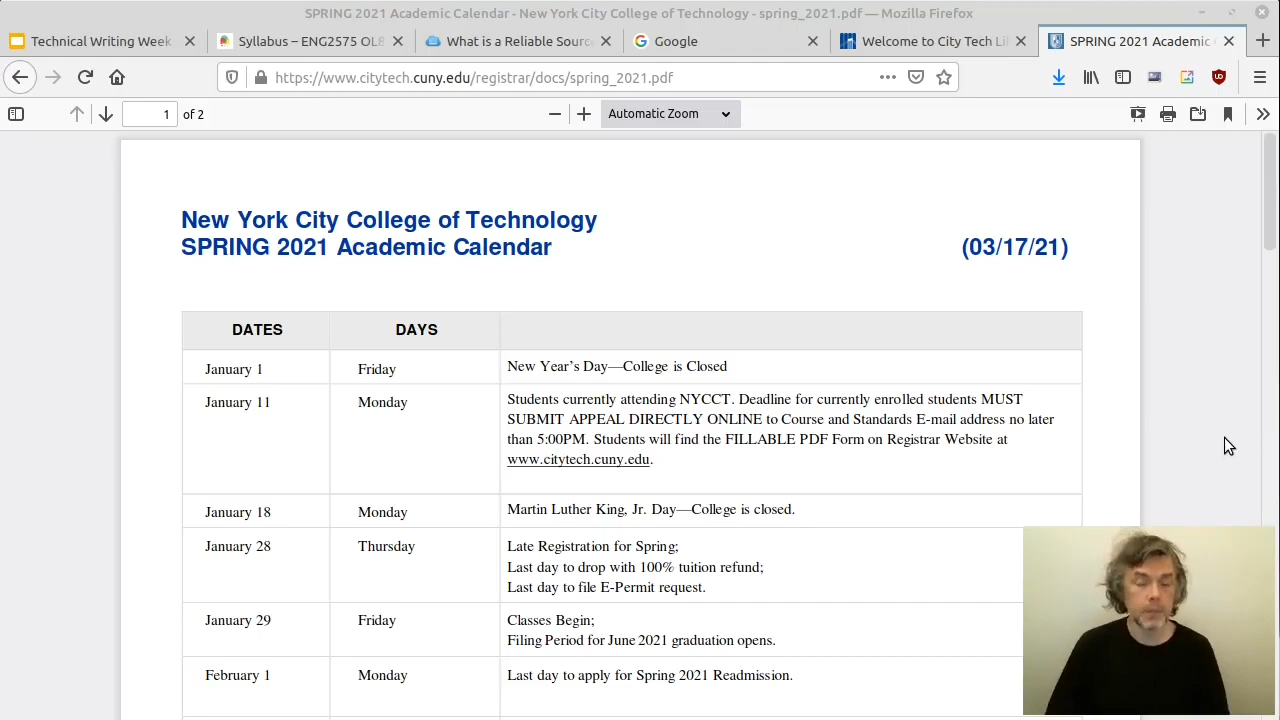 SPRING 2021 Academic Calendar - New York City College of Technology - spring_2021.pdf — Mozilla Firefox
Technical Writing Week
Syllabus – ENG2575 OL8
What is a Reliable Sourc
Google
Welcome to City Tech Li
SPRING 2021 Academic
https://www.citytech.cuny.edu/registrar/docs/spring_2021.pdf
1 of 2
Automatic Zoom
New York City College of Technology
SPRING 2021 Academic Calendar (03/17/21)
DATES DAYS
January 1 Friday New Year’s Day—College is Closed
January 11 Monday Students currently attending NYCCT. Deadline for currently enrolled students MUST
SUBMIT APPEAL DIRECTLY ONLINE to Course and Standards E-mail address no later
than 5:00PM. Students will find the FILLABLE PDF Form on Registrar Website at
www.citytech.cuny.edu.
January 18 Monday Martin Luther King, Jr. Day—College is closed.
January 28 Thursday Late Registration for Spring;
Last day to drop with 100% tuition refund;
Last day to file E-Permit request.
January 29 Friday Classes Begin;
Filing Period for June 2021 graduation opens.
February 1 Monday Last day to apply for Spring 2021 Readmission.